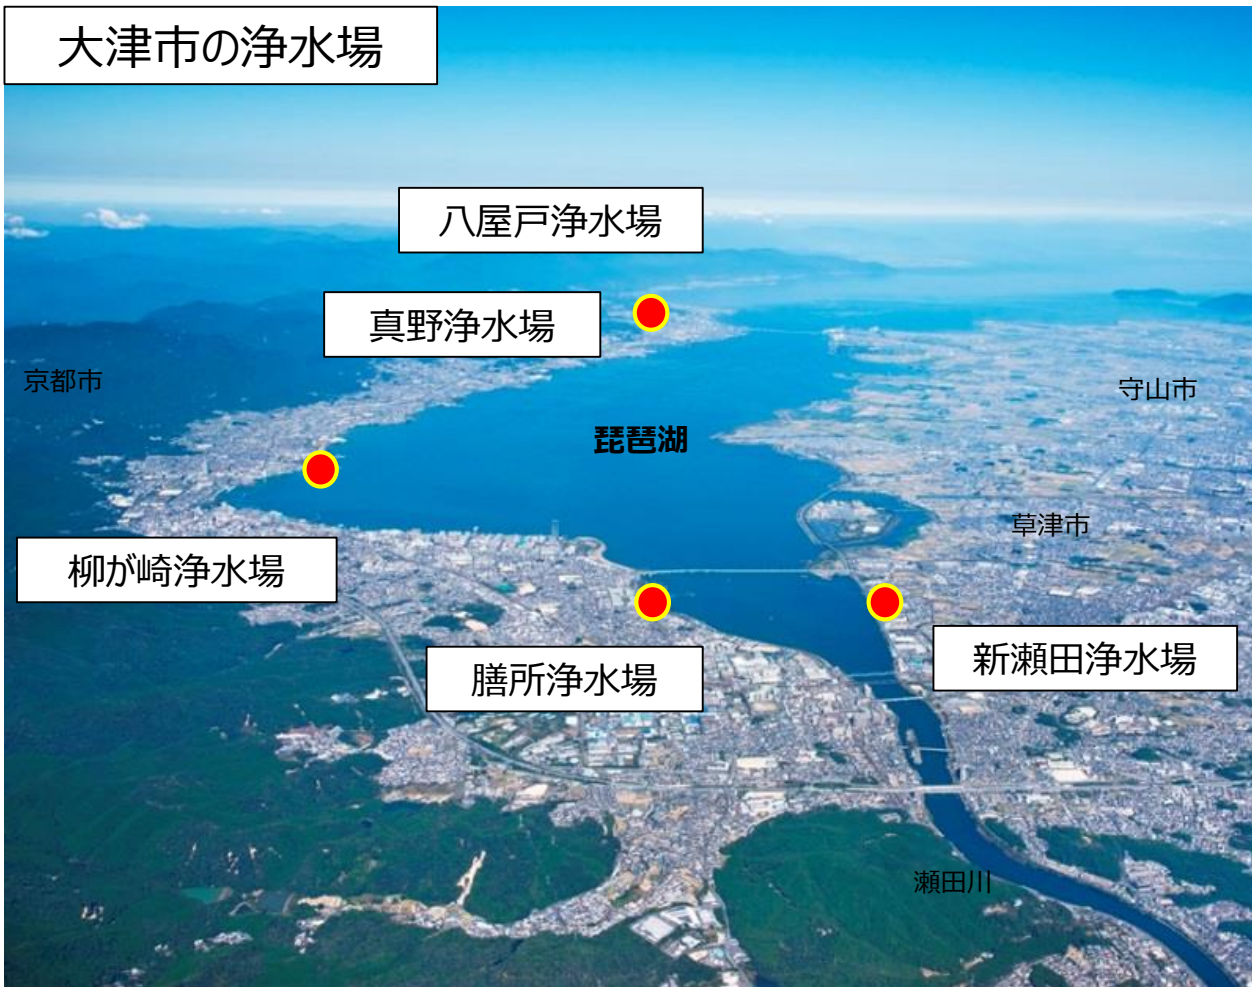 大津市の浄水場
八屋戸浄水場
真野浄水場
京都市
守山市
琵琶湖
草津市
柳が崎浄水場
膳所浄水場
新瀬田浄水場
瀬田川